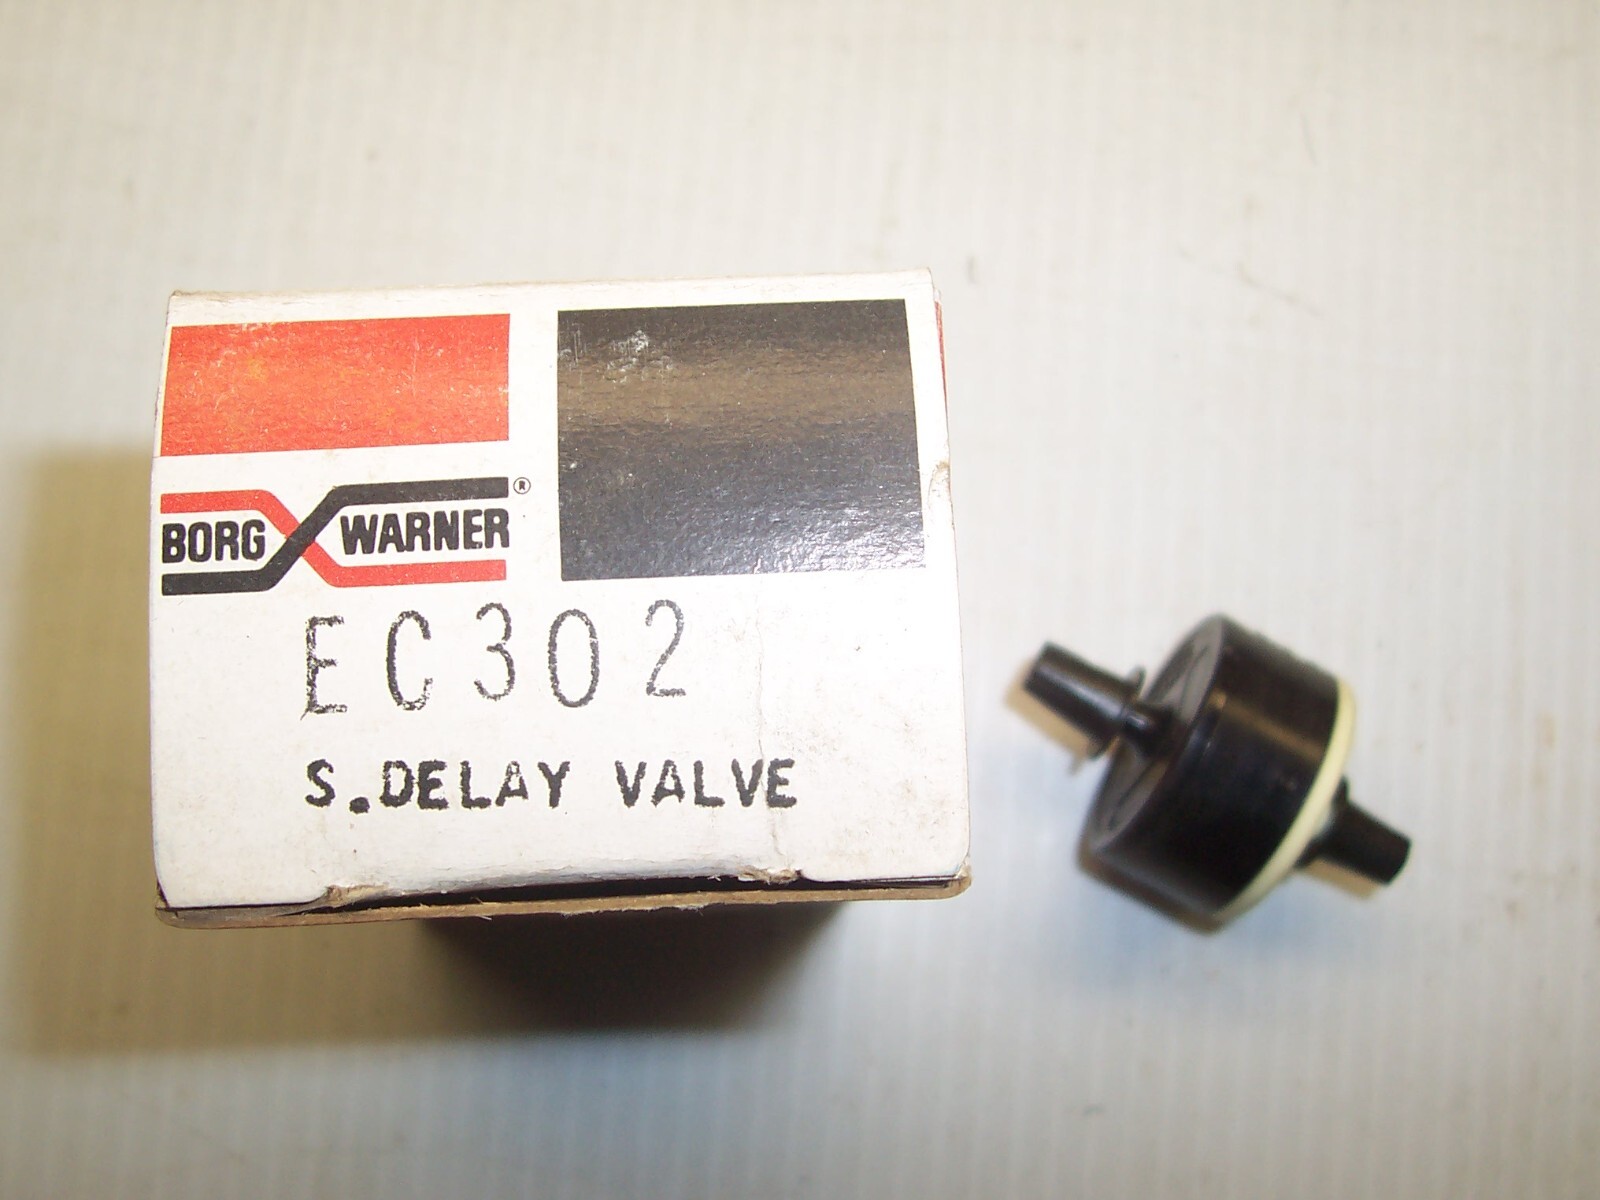 BORG WARNER ®
EC302
S.DELAY VALVE